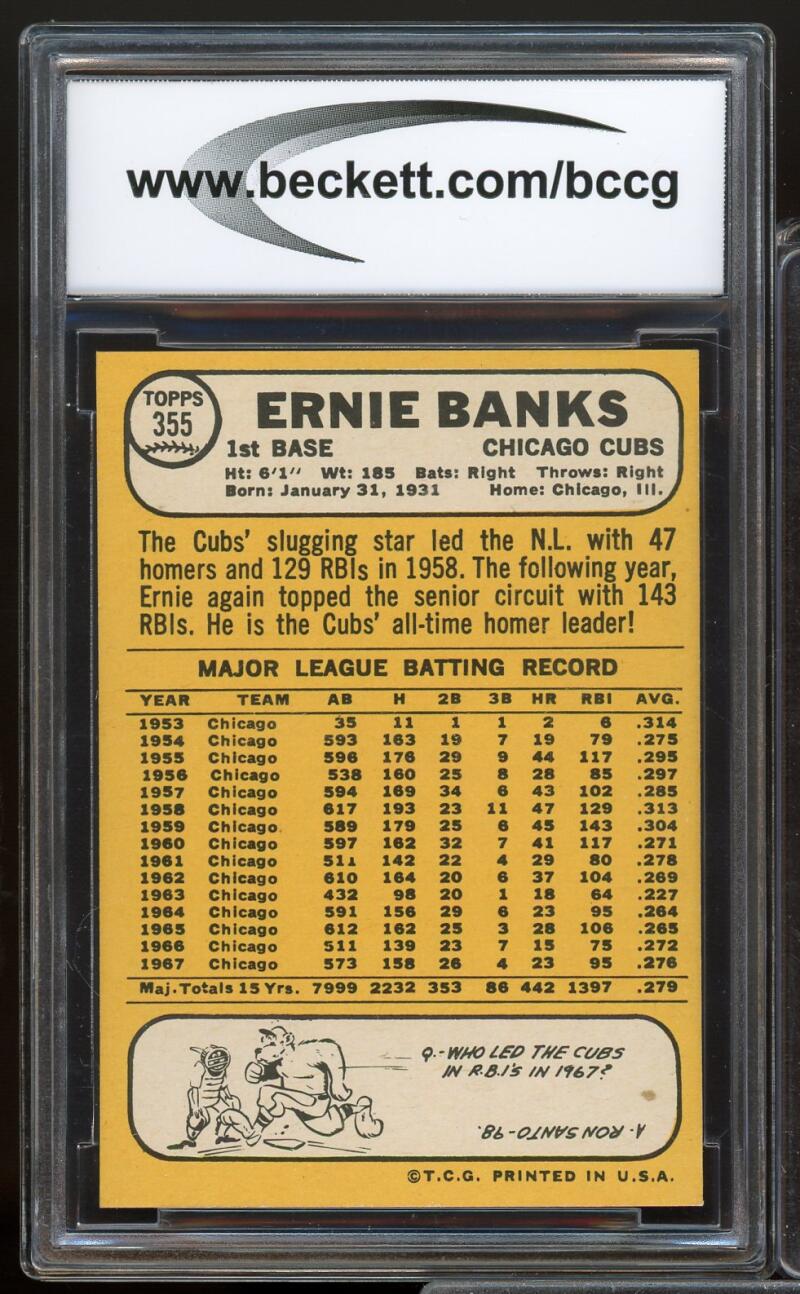 www.beckett.com/bccg
TOPPS
355
ERNIE BANKS
1st BASE CHICAGO CUBS
Ht: 6'1" Wt: 185 Bats: Right Throws: Right
Born: January 31, 1931 Home: Chicago, Ill.
The Cubs' slugging star led the N.L. with 47
homers and 129 RBIs in 1958. The following year,
Ernie again topped the senior circuit with 143
RBIs. He is the Cubs' all-time homer leader!
MAJOR LEAGUE BATTING RECORD
YEAR TEAM AB H 2B 3B HR RBI AVG.
1953 Chicago 35 11 1 1 2 6 .314
1954 Chicago 593 163 19 7 19 79 .275
1955 Chicago 596 176 29 9 44 117 .295
1956 Chicago 538 160 25 8 28 85 .297
1957 Chicago 594 169 34 6 43 102 .285
1958 Chicago 617 193 23 11 47 129 .313
1959 Chicago 589 179 25 6 45 143 .304
1960 Chicago 597 162 32 7 41 117 .271
1961 Chicago 511 142 22 4 29 80 .278
1962 Chicago 610 164 20 6 37 104 .269
1963 Chicago 432 98 20 1 18 64 .227
1964 Chicago 591 156 29 6 23 95 .264
1965 Chicago 612 162 25 3 28 106 .265
1966 Chicago 511 139 23 7 15 75 .272
1967 Chicago 573 158 26 4 23 95 .276
Maj. Totals 15 Yrs. 7999 2232 353 86 442 1397 .279
Q.-WHO LED THE CUBS
IN R.B.I'S IN 1967?
A- RON SANTO-98.
©T.C.G. PRINTED IN U.S.A.